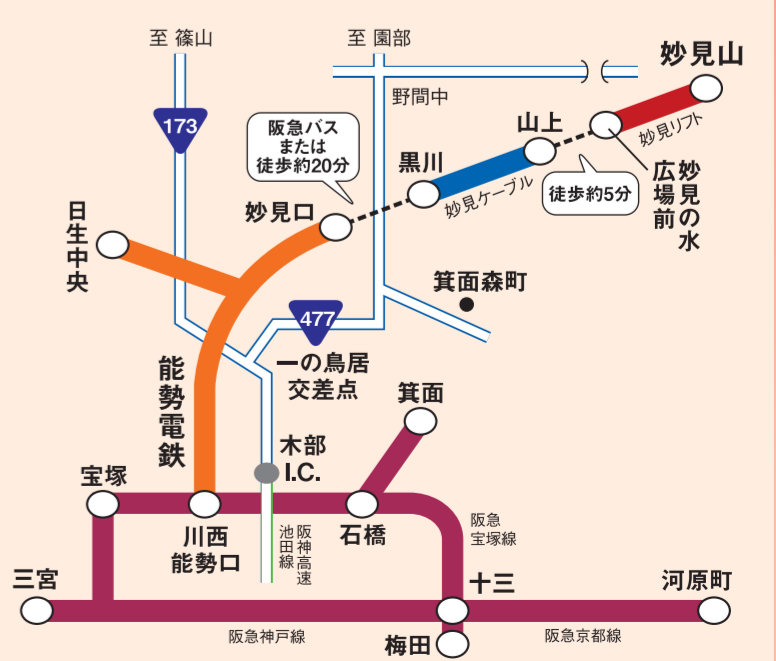 至 篠山
至 園部
妙見山
野間中
173
阪急バス
または
徒歩約20分
山上
妙見リフト
黒川
妙見ケーブル
徒歩約5分
妙見の水
広場前
妙見口
日生中央
箕面森町
477
一の鳥居
交差点
能勢電鉄
箕面
木部
I.C.
宝塚
川西
能勢口
阪神高速
池田線
石橋
阪急
宝塚線
三宮
十三
河原町
阪急神戸線
梅田
阪急京都線